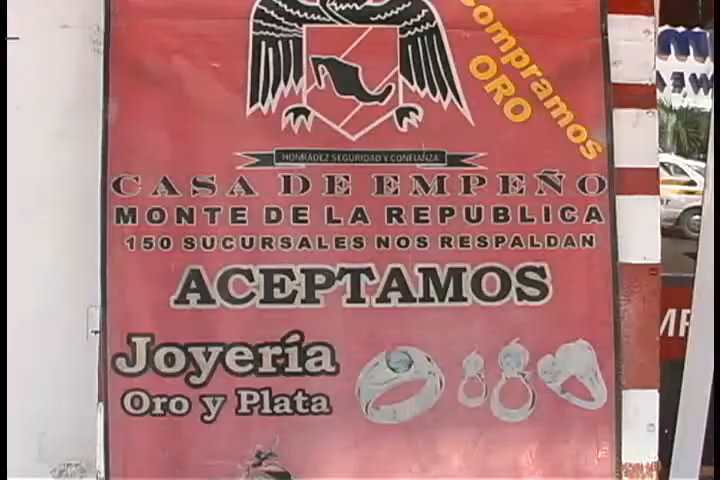 Compramos
ORO
HONRADEZ SEGURIDAD Y CONFIANZA
CASA DE EMPEÑO
MONTE DE LA REPUBLICA
150 SUCURSALES NOS RESPALDAN
ACEPTAMOS
Joyería
Oro y Plata